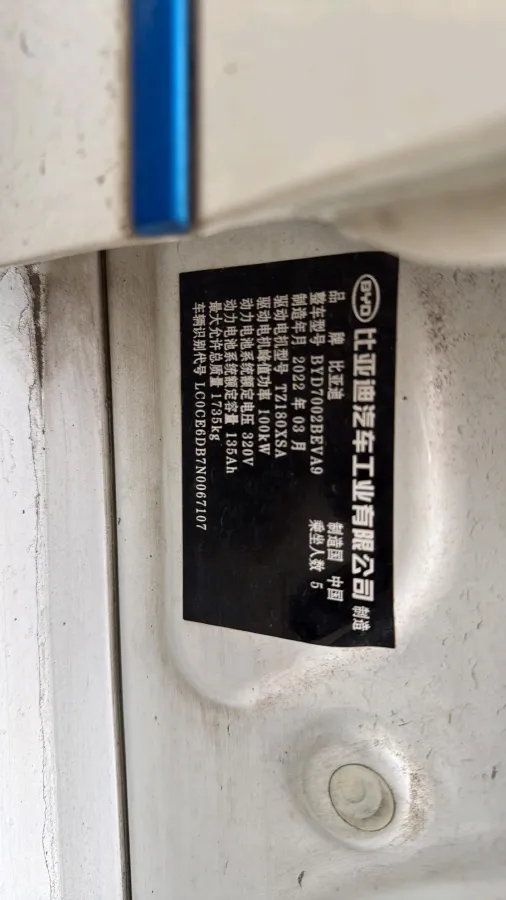 BYD 比亚迪汽车工业有限公司 制造
品 牌 比亚迪 制造国 中国
整车型号 BYD7002BEVA9 乘坐人数 5
制造年月 2022 年 03 月
驱动电机型号 TZ180XSA
驱动电机峰值功率 100kW
动力电池系统额定电压 320V
动力电池系统额定容量 135Ah
最大允许总质量 1735kg
车辆识别代号 LC0CE6DB7N0067107